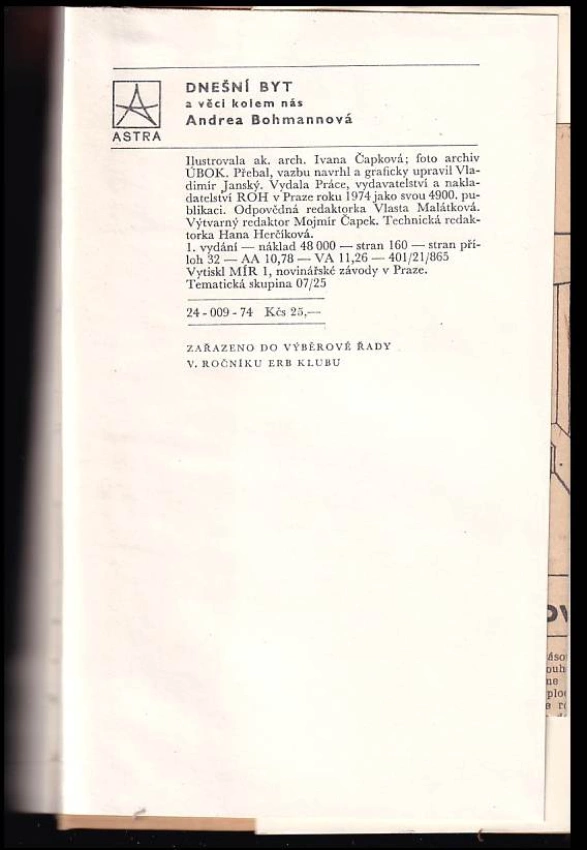 DNEŠNÍ BYT
a věci kolem nás
Andrea Bohmannová
ASTRA
Ilustrovala ak. arch. Ivana Čapková; foto archiv
ÚBOK. Přebal, vazbu navrhl a graficky upravil Vla-
dimír Janský. Vydala Práce, vydavatelství a nakla-
datelství ROH v Praze roku 1974 jako svou 4900. pu-
blikaci. Odpovědná redaktorka Vlasta Malátková.
Výtvarný redaktor Mojmír Čapek. Technická redak-
torka Hana Herčíková.
1. vydání — náklad 48 000 — stran 160 — stran pří-
loh 32 — AA 10,78 — VA 11,26 — 401/21/865
Vytiskl MÍR 1, novinářské závody v Praze.
Tematická skupina 07/25
24 - 009 - 74 Kčs 25,—
ZAŘAZENO DO VÝBĚROVÉ ŘADY
V. ROČNÍKU ERB KLUBU